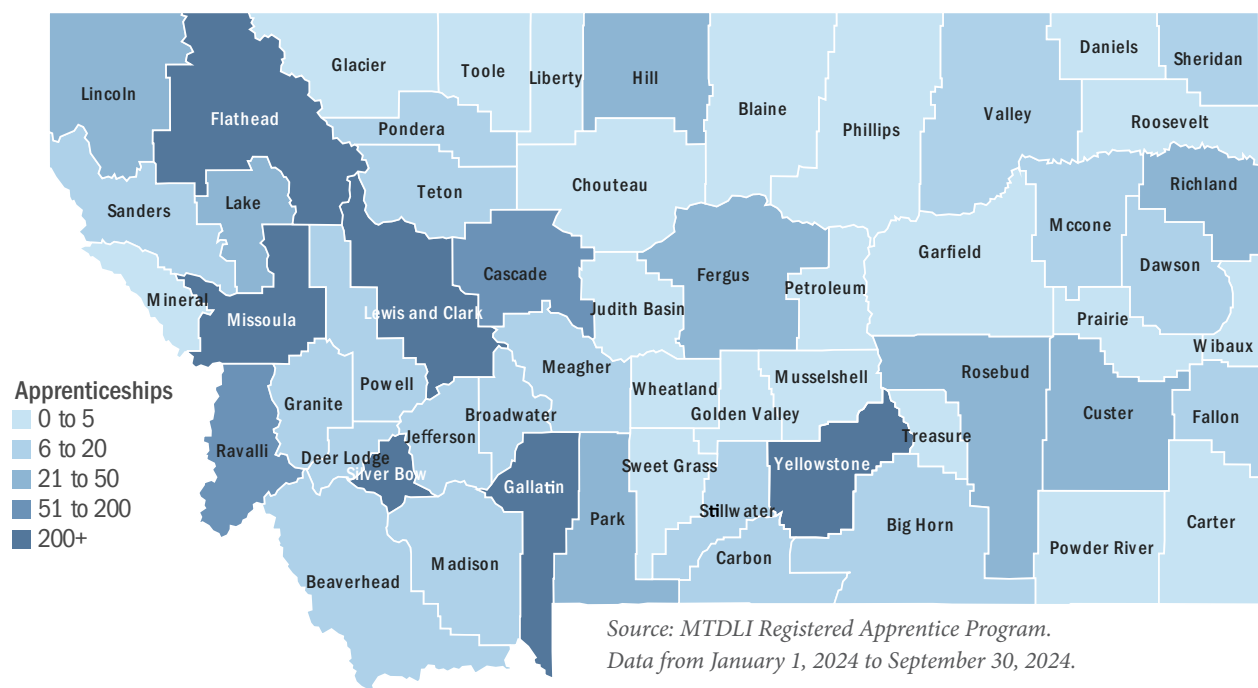 Glacier
Toole
Liberty
Hill
Blaine
Phillips
Valley
Daniels
Sheridan
Roosevelt
Lincoln
Flathead
Pondera
Teton
Chouteau
Richland
Sanders
Lake
Cascade
Fergus
Petroleum
Garfield
Mccone
Dawson
Mineral
Missoula
Lewis and Clark
Judith Basin
Prairie
Wibaux
Powell
Meagher
Wheatland
Golden Valley
Musselshell
Rosebud
Custer
Fallon
Granite
Broadwater
Jefferson
Treasure
Ravalli
Deer Lodge
Silver Bow
Gallatin
Sweet Grass
Yellowstone
Park
Stillwater
Big Horn
Carter
Powder River
Carbon
Madison
Beaverhead
Apprenticeships
0 to 5
6 to 20
21 to 50
51 to 200
200+
Source: MTDLI Registered Apprentice Program.
Data from January 1, 2024 to September 30, 2024.